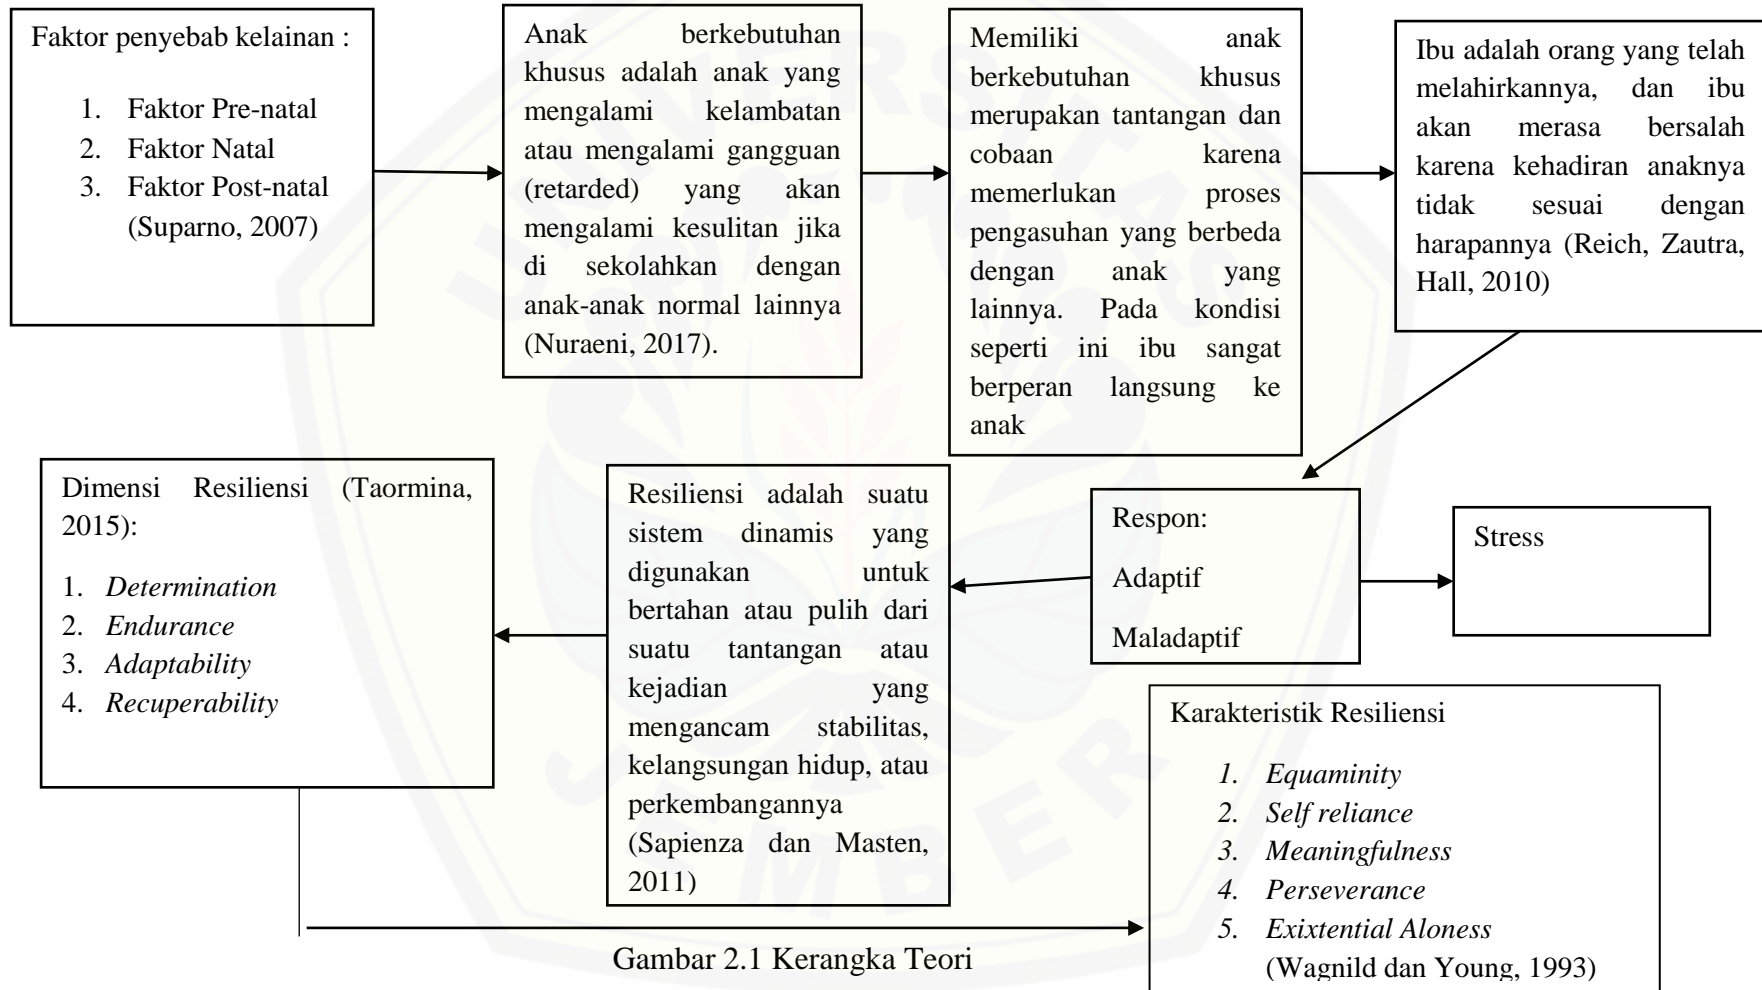 Faktor penyebab kelainan :
1. Faktor Pre-natal
2. Faktor Natal
3. Faktor Post-natal
(Suparno, 2007)
Anak berkebutuhan
khusus adalah anak yang
mengalami kelambatan
atau mengalami gangguan
(retarded) yang akan
mengalami kesulitan jika
di sekolahkan dengan
anak-anak normal lainnya
(Nuraeni, 2017).
Memiliki anak
berkebutuhan khusus
merupakan tantangan dan
cobaan karena
memerlukan proses
pengasuhan yang berbeda
dengan anak yang
lainnya. Pada kondisi
seperti ini ibu sangat
berperan langsung ke
anak
Ibu adalah orang yang telah
melahirkannya, dan ibu
akan merasa bersalah
karena kehadiran anaknya
tidak sesuai dengan
harapannya (Reich, Zautra,
Hall, 2010)
Dimensi Resiliensi (Taormina,
2015):
1. Determination
2. Endurance
3. Adaptability
4. Recuperability
Resiliensi adalah suatu
sistem dinamis yang
digunakan untuk
bertahan atau pulih dari
suatu tantangan atau
kejadian yang
mengancam stabilitas,
kelangsungan hidup, atau
perkembangannya
(Sapienza dan Masten,
2011)
Respon:
Adaptif
Maladaptif
Stress
Karakteristik Resiliensi
1. Equaminity
2. Self reliance
3. Meaningfulness
4. Perseverance
5. Exixtential Aloness
(Wagnild dan Young, 1993)
Gambar 2.1 Kerangka Teori
UNIVERSITAS
JEMBER